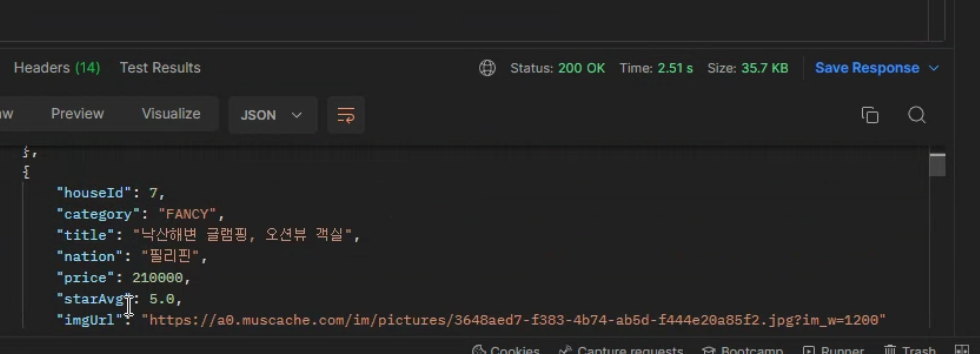 Headers (14) Test Results Status: 200 OK Time: 2.51 s Size: 35.7 KB Save Response
Preview Visualize JSON
},
{
"houseId": 7,
"category": "FANCY",
"title": "낙산해변 글램핑, 오션뷰 객실",
"nation": "필리핀",
"price": 210000,
"starAvg": 5.0,
"imgUrl": "https://a0.muscache.com/im/pictures/3648aed7-f383-4b74-ab5d-f444e20a85f2.jpg?im_w=1200"
Cookies Capture requests Bootcamp Runner Trash